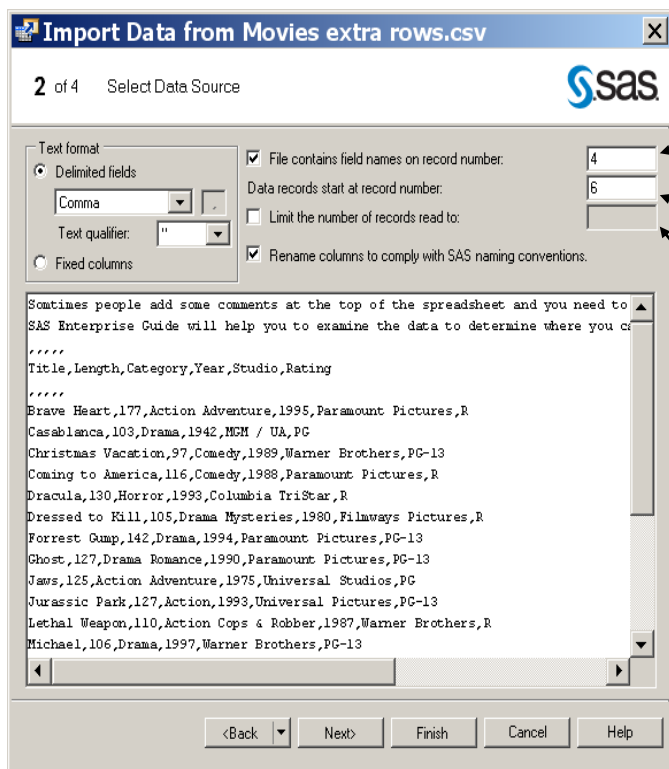 Import Data from Movies extra rows.csv
2 of 4 Select Data Source
sas.
Text format
Delimited fields
Comma
,
Text qualifier: "
Fixed columns
File contains field names on record number: 4
Data records start at record number: 6
Limit the number of records read to:
Rename columns to comply with SAS naming conventions.
Somtimes people add some comments at the top of the spreadsheet and you need to
SAS Enterprise Guide will help you to examine the data to determine where you ca
,,,,,
Title,Length,Category,Year,Studio,Rating
,,,,,
Brave Heart,177,Action Adventure,1995,Paramount Pictures,R
Casablanca,103,Drama,1942,MGM / UA,PG
Christmas Vacation,97,Comedy,1989,Warner Brothers,PG-13
Coming to America,116,Comedy,1988,Paramount Pictures,R
Dracula,130,Horror,1993,Columbia TriStar,R
Dressed to Kill,105,Drama Mysteries,1980,Filmways Pictures,R
Forrest Gump,142,Drama,1994,Paramount Pictures,PG-13
Ghost,127,Drama Romance,1990,Paramount Pictures,PG-13
Jaws,125,Action Adventure,1975,Universal Studios,PG
Jurassic Park,127,Action,1993,Universal Pictures,PG-13
Lethal Weapon,110,Action Cops & Robber,1987,Warner Brothers,R
Michael,106,Drama,1997,Warner Brothers,PG-13
<Back
Next>
Finish
Cancel
Help